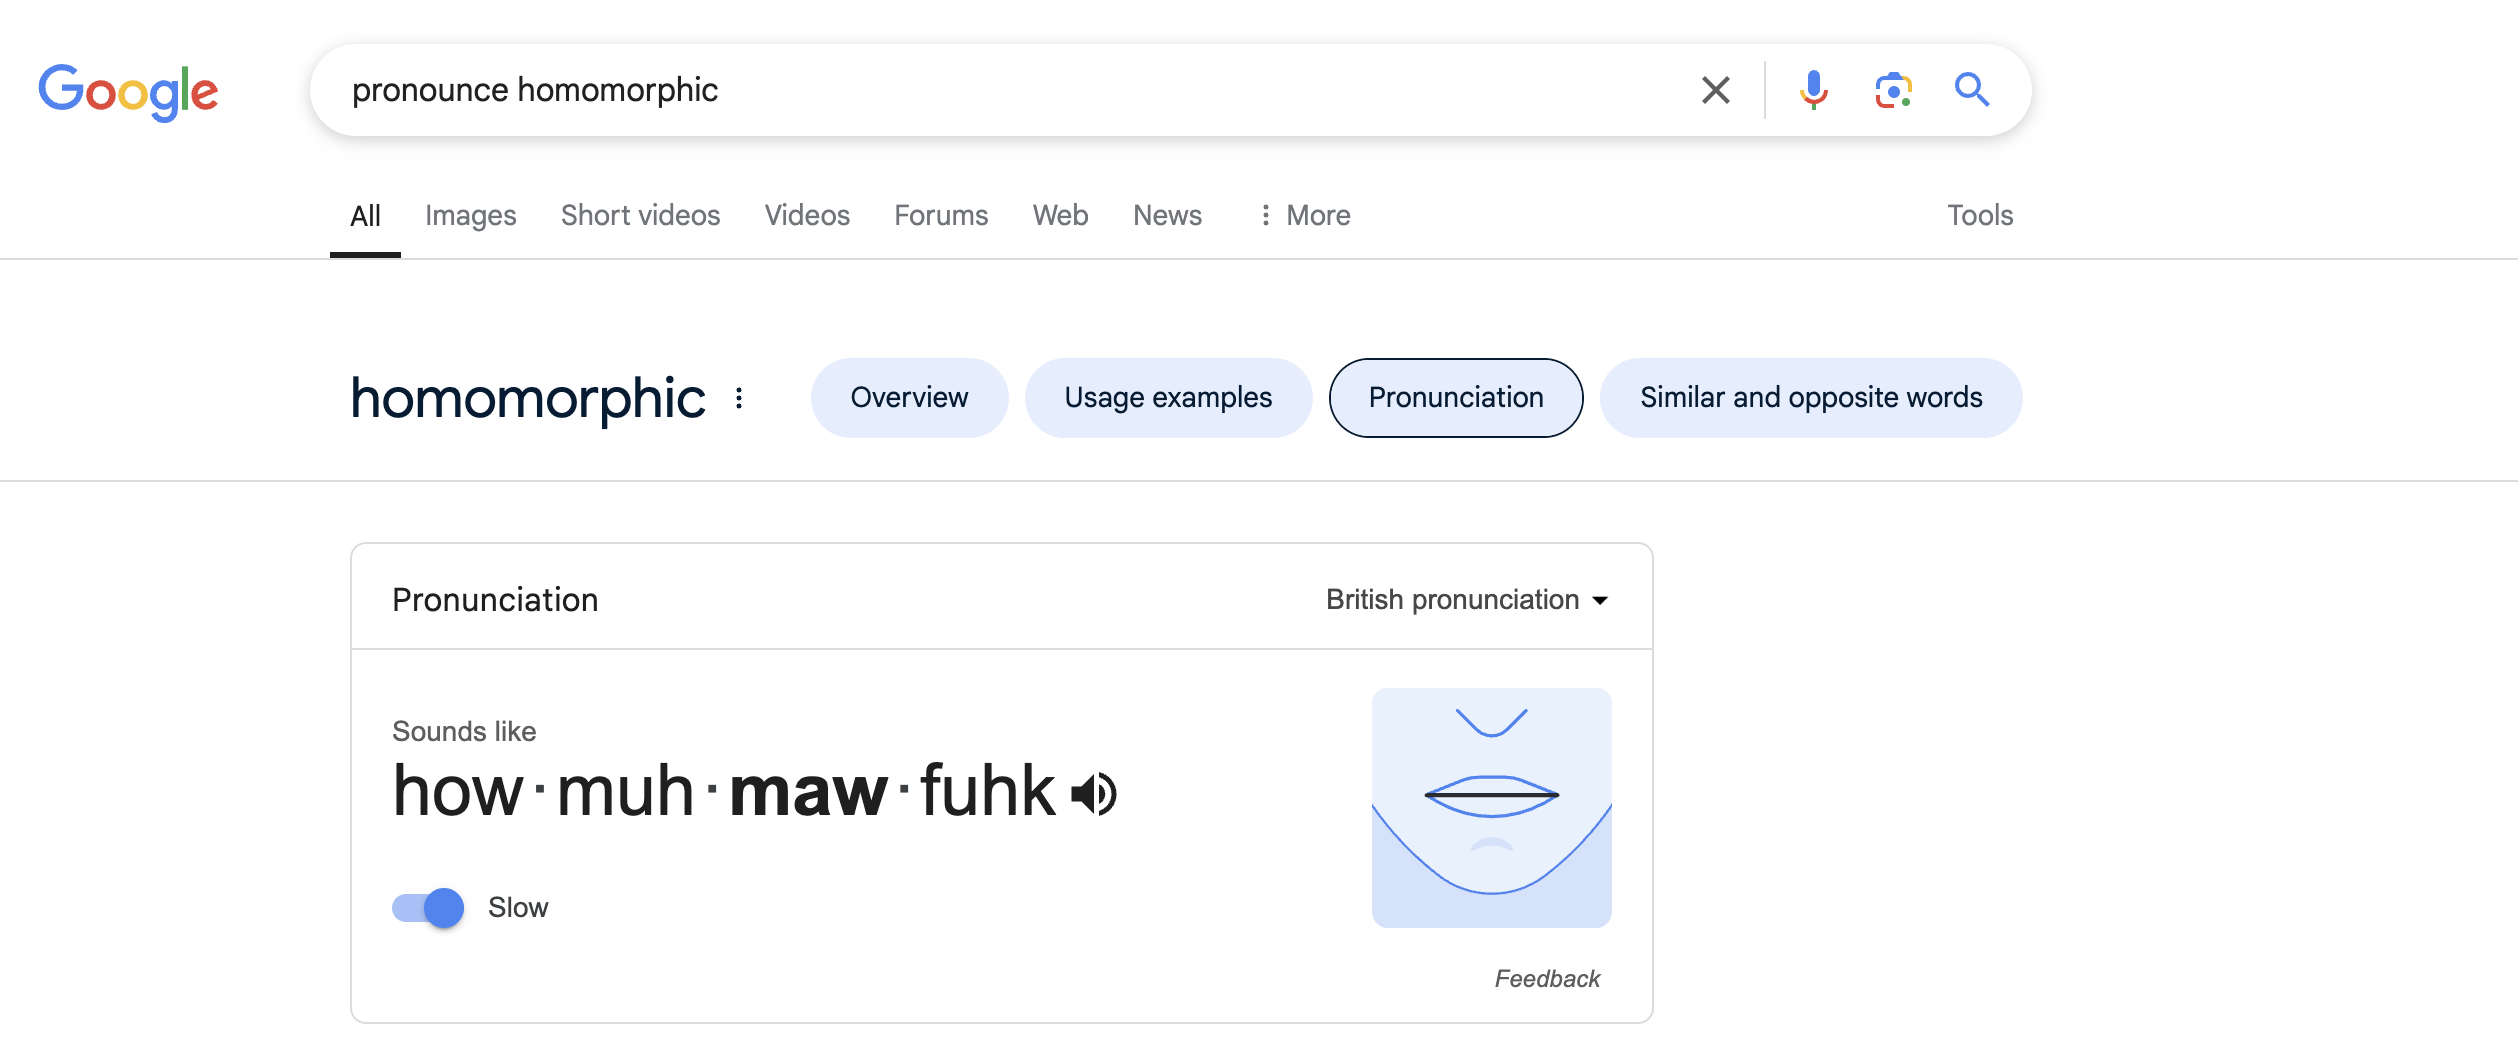 Google
pronounce homomorphic
All Images Short videos Videos Forums Web News More Tools
homomorphic Overview Usage examples Pronunciation Similar and opposite words
Pronunciation British pronunciation
Sounds like
how·muh·maw·fuhk
Slow
Feedback